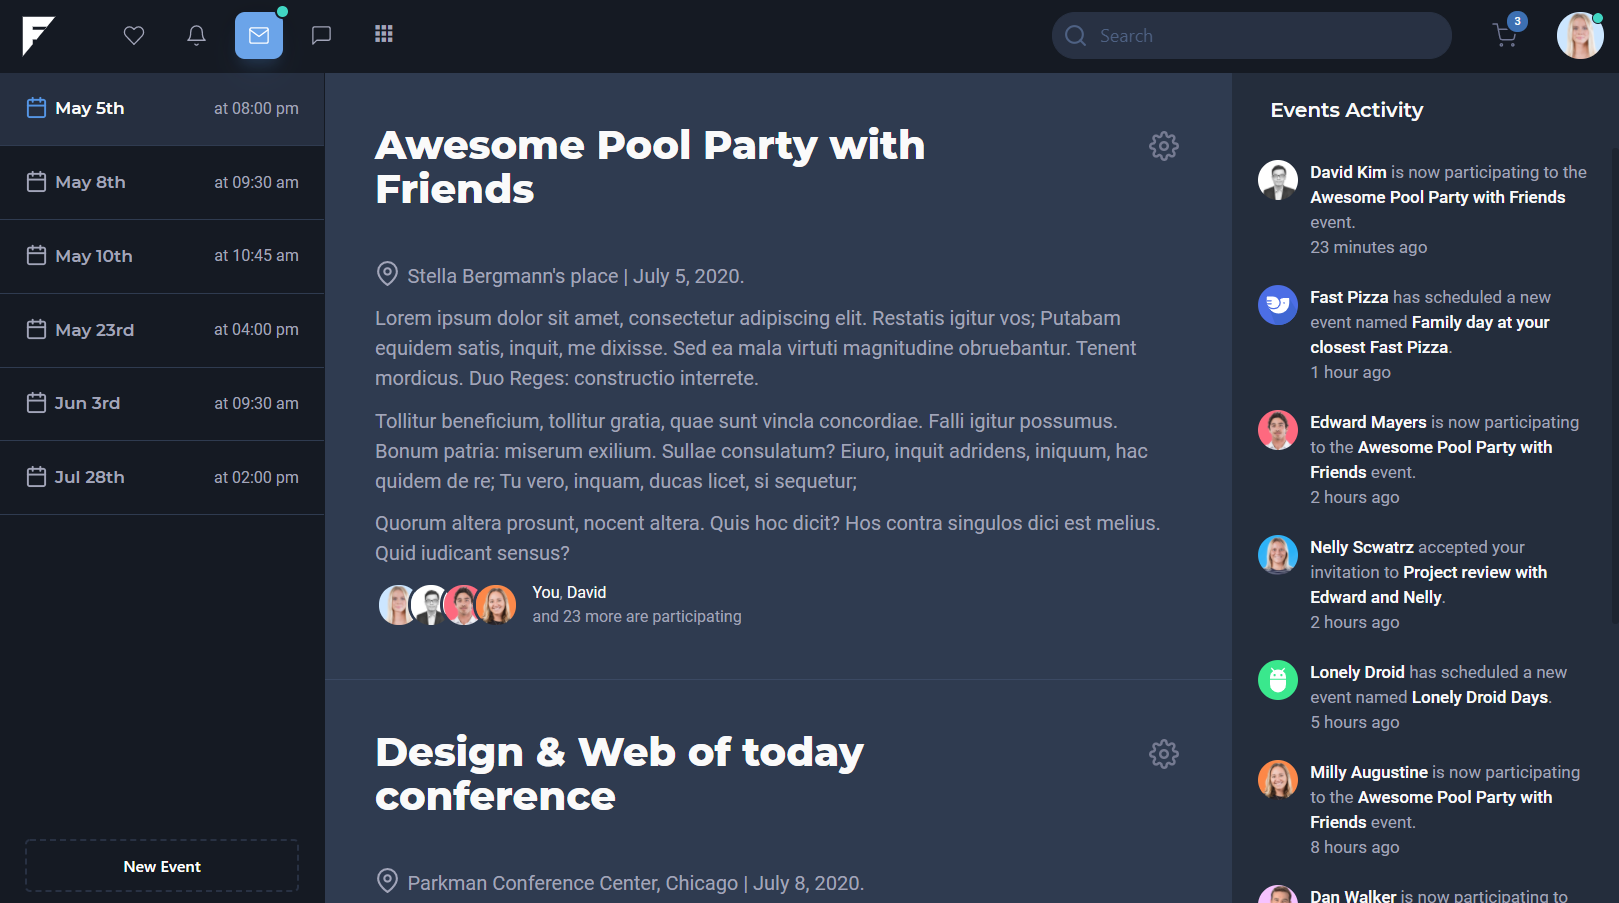 Search
3
May 5th at 08:00 pm
May 8th at 09:30 am
May 10th at 10:45 am
May 23rd at 04:00 pm
Jun 3rd at 09:30 am
Jul 28th at 02:00 pm
New Event
Awesome Pool Party with
Friends
Stella Bergmann's place | July 5, 2020.
Lorem ipsum dolor sit amet, consectetur adipiscing elit. Restatis igitur vos; Putabam
equidem satis, inquit, me dixisse. Sed ea mala virtuti magnitudine obruebantur. Tenent
mordicus. Duo Reges: constructio interrete.
Tollitur beneficium, tollitur gratia, quae sunt vincla concordiae. Falli igitur possumus.
Bonum patria: miserum exilium. Sullae consulatum? Eiuro, inquit adridens, iniquum, hac
quidem de re; Tu vero, inquam, ducas licet, si sequetur;
Quorum altera prosunt, nocent altera. Quis hoc dicit? Hos contra singulos dici est melius.
Quid iudicant sensus?
You, David
and 23 more are participating
Design & Web of today
conference
Parkman Conference Center, Chicago | July 8, 2020.
Events Activity
David Kim is now participating to the
Awesome Pool Party with Friends
event.
23 minutes ago
Fast Pizza has scheduled a new
event named Family day at your
closest Fast Pizza.
1 hour ago
Edward Mayers is now participating
to the Awesome Pool Party with
Friends event.
2 hours ago
Nelly Scwatrz accepted your
invitation to Project review with
Edward and Nelly.
2 hours ago
Lonely Droid has scheduled a new
event named Lonely Droid Days.
5 hours ago
Milly Augustine is now participating
to the Awesome Pool Party with
Friends event.
8 hours ago
Dan Walker is now participating to